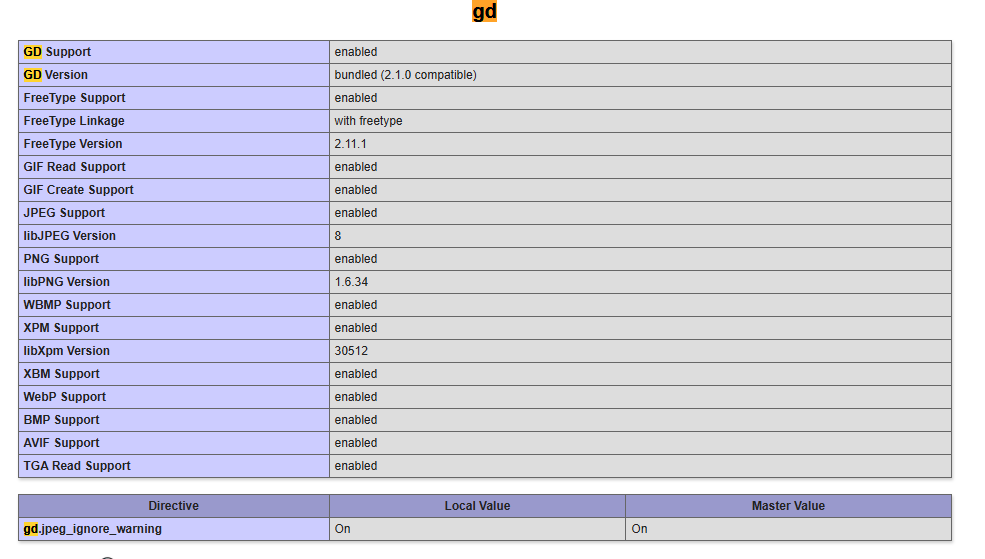 gd
GD Support enabled
GD Version bundled (2.1.0 compatible)
FreeType Support enabled
FreeType Linkage with freetype
FreeType Version 2.11.1
GIF Read Support enabled
GIF Create Support enabled
JPEG Support enabled
libJPEG Version 8
PNG Support enabled
libPNG Version 1.6.34
WBMP Support enabled
XPM Support enabled
libXpm Version 30512
XBM Support enabled
WebP Support enabled
BMP Support enabled
AVIF Support enabled
TGA Read Support enabled
Directive Local Value Master Value
gd.jpeg_ignore_warning On On